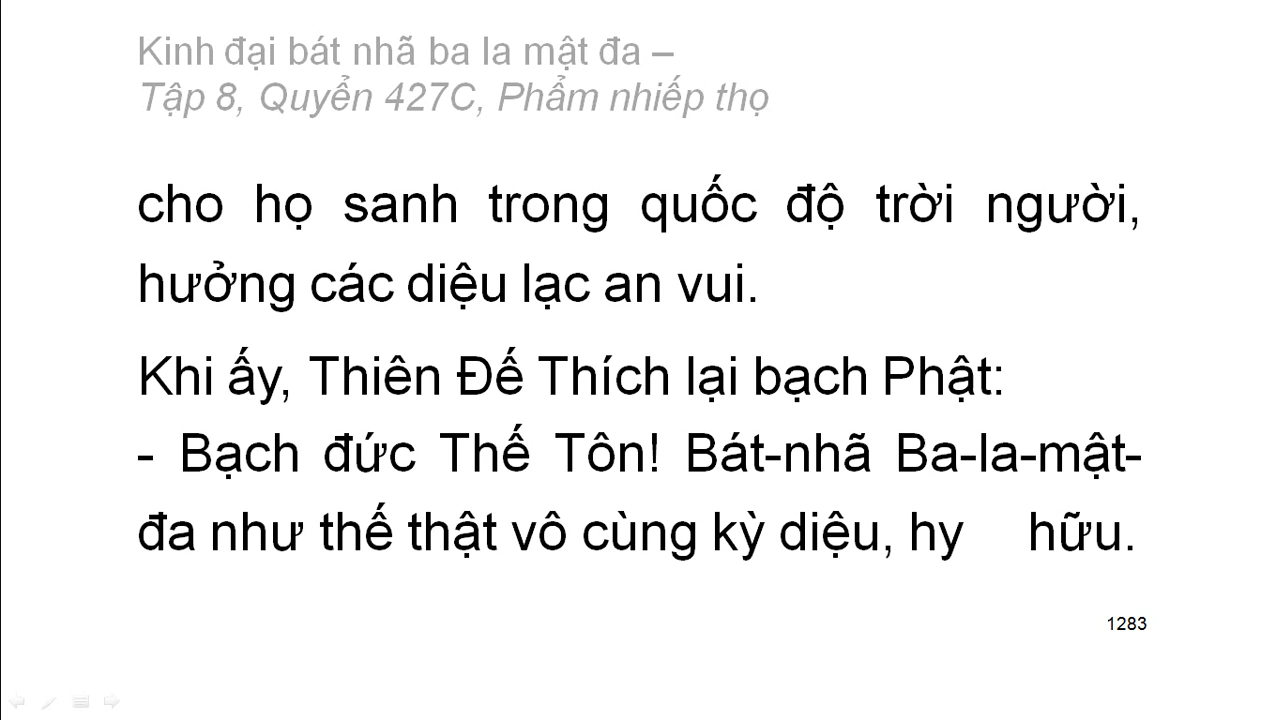 Kinh đại bát nhã ba la mật đa –
Tập 8, Quyển 427C, Phẩm nhiếp thọ
cho họ sanh trong quốc độ trời người,
hưởng các diệu lạc an vui.
Khi ấy, Thiên Đế Thích lại bạch Phật:
- Bạch đức Thế Tôn! Bát-nhã Ba-la-mật-
đa như thế thật vô cùng kỳ diệu, hy hữu.
1283